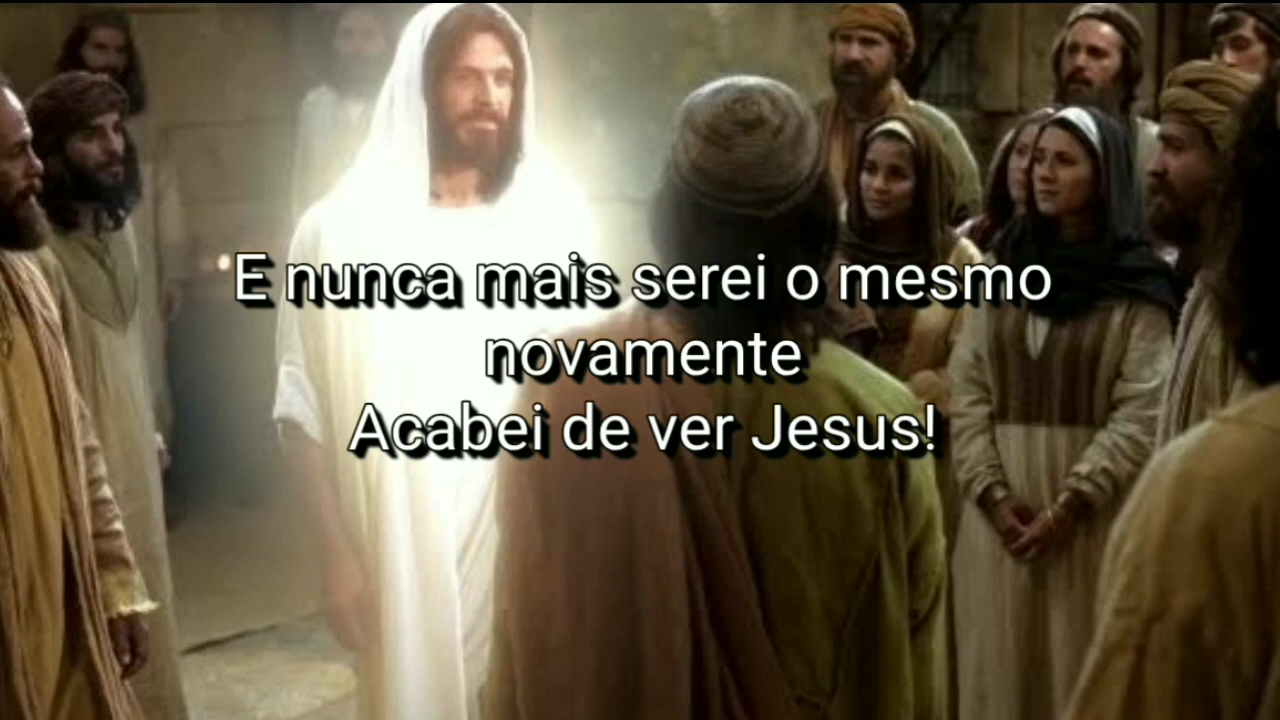 E nunca mais serei o mesmo
novamente
Acabei de ver Jesus!